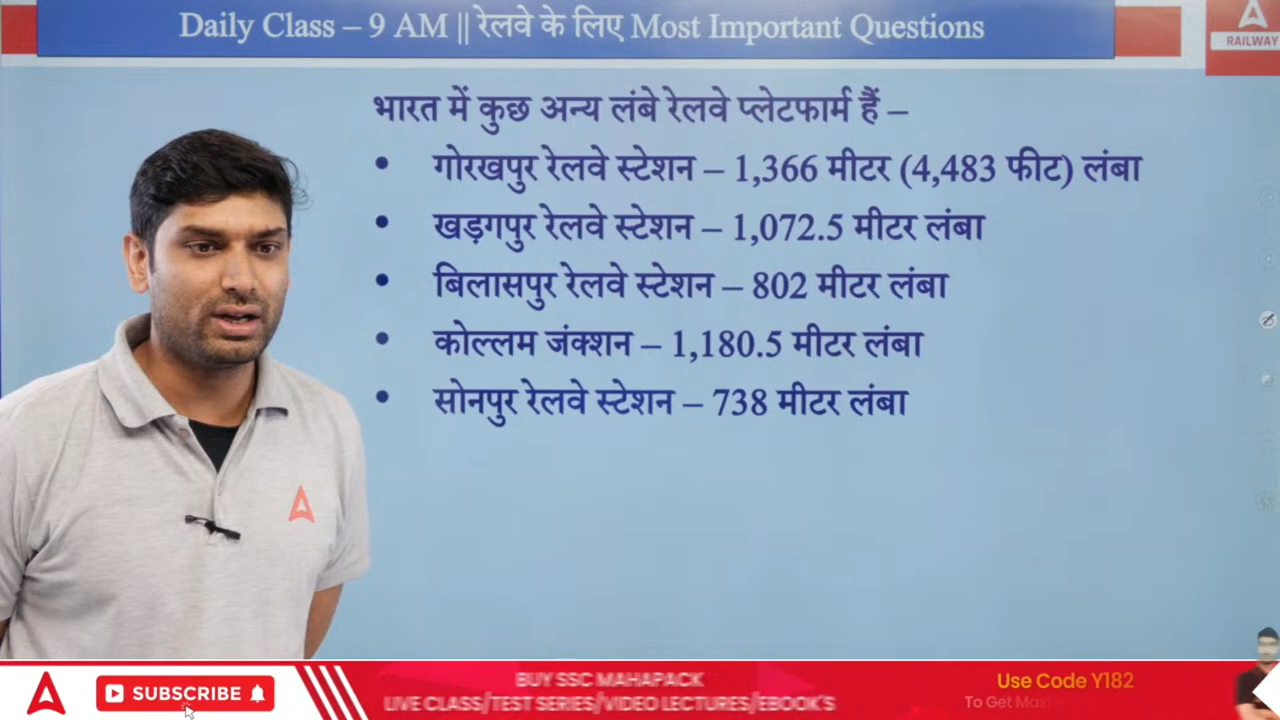 Daily Class – 9 AM || रेलवे के लिए Most Important Questions
RAILWAY
भारत में कुछ अन्य लंबे रेलवे प्लेटफार्म हैं –
• गोरखपुर रेलवे स्टेशन – 1,366 मीटर (4,483 फीट) लंबा
• खड़गपुर रेलवे स्टेशन – 1,072.5 मीटर लंबा
• बिलासपुर रेलवे स्टेशन – 802 मीटर लंबा
• कोल्लम जंक्शन – 1,180.5 मीटर लंबा
• सोनपुर रेलवे स्टेशन – 738 मीटर लंबा
SUBSCRIBE
BUY SSC MAHAPACK
LIVE CLASS/TEST SERIES/VIDEO LECTURES/EBOOK'S
Use Code Y182
To Get